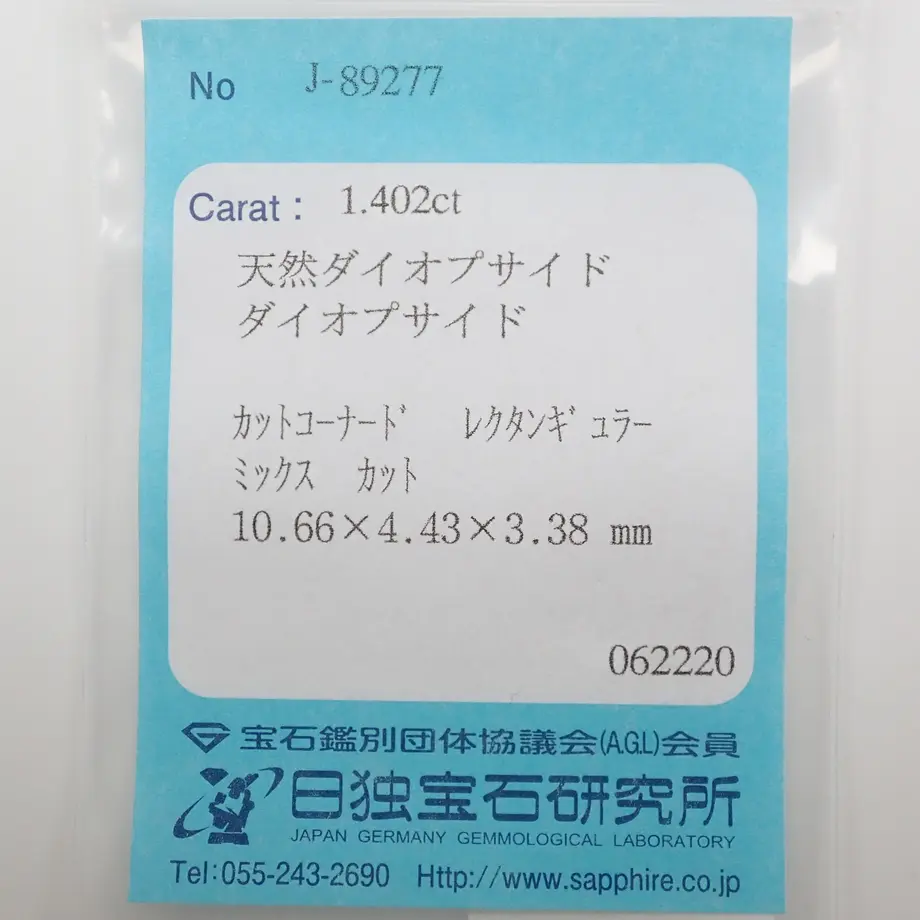 No J-89277
Carat : 1.402ct
天然ダイオプサイド
ダイオプサイド
ｶｯﾄｺｰﾅｰﾄﾞ ﾚｸﾀﾝｷﾞｭﾗｰ
ﾐｯｸｽ ｶｯﾄ
10.66×4.43×3.38 mm
062220
宝石鑑別団体協議会(A.G.L)会員
日独宝石研究所
JAPAN GERMANY GEMMOLOGICAL LABORATORY
Tel:055-243-2690 Http://www.sapphire.co.jp